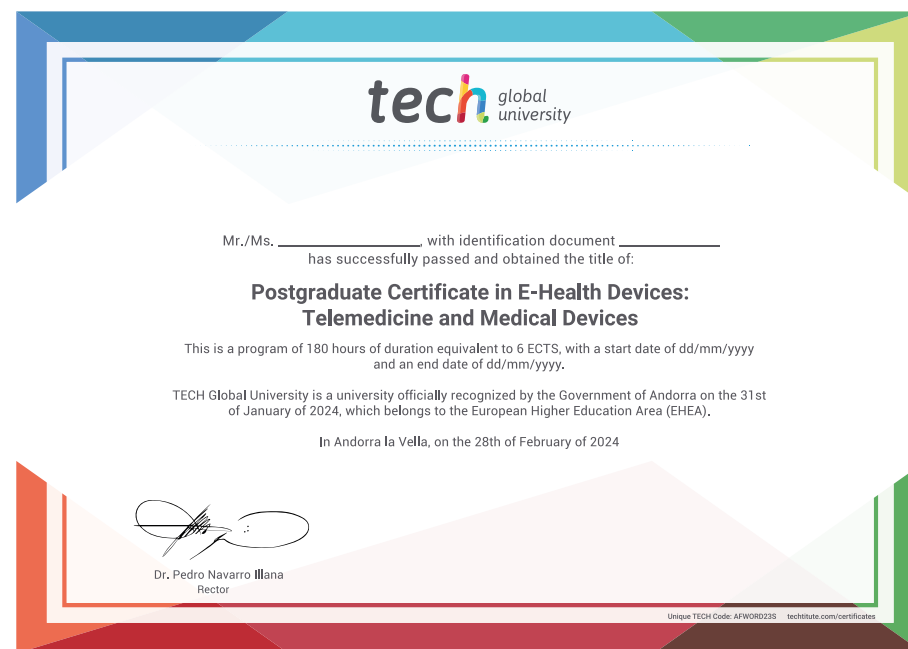 tech global university
Mr./Ms. ____________________, with identification document ______________
has successfully passed and obtained the title of:
Postgraduate Certificate in E-Health Devices:
Telemedicine and Medical Devices
This is a program of 180 hours of duration equivalent to 6 ECTS, with a start date of dd/mm/yyyy
and an end date of dd/mm/yyyy.
TECH Global University is a university officially recognized by the Government of Andorra on the 31st
of January of 2024, which belongs to the European Higher Education Area (EHEA).
In Andorra la Vella, on the 28th of February of 2024
Dr. Pedro Navarro Illana
Rector
Unique TECH Code: AFWORD23S techtitute.com/certificates